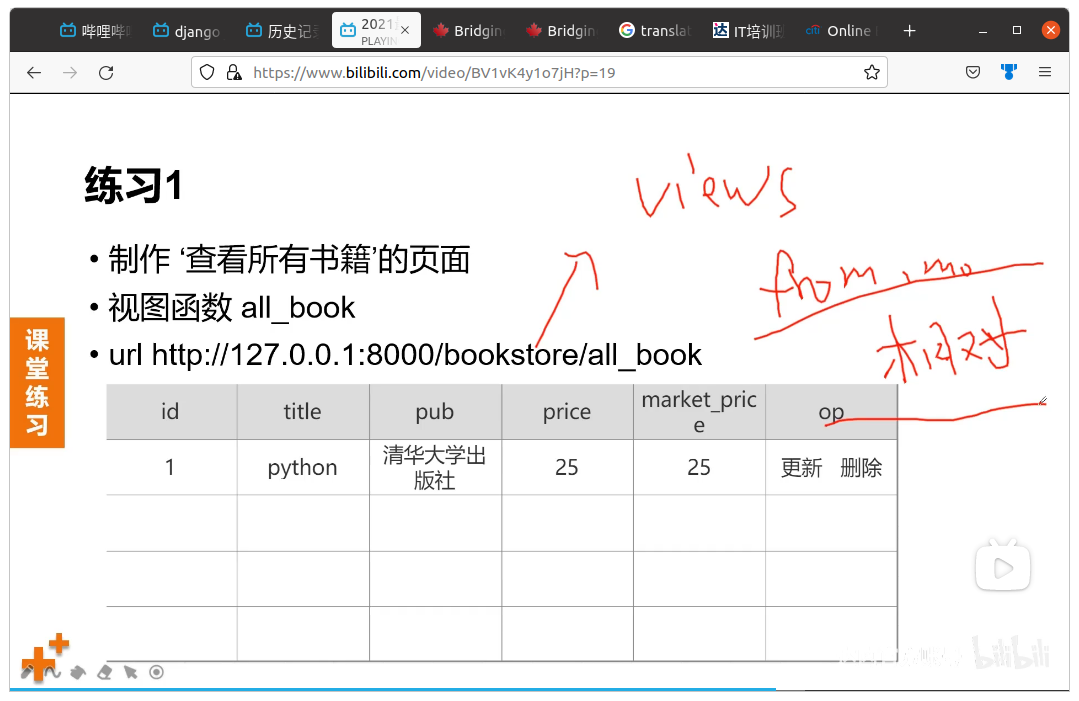 哔哩哔哩 django 历史记录 2021 PLAYIN Bridgin Bridgin translat IT培训班 Online
https://www.bilibili.com/video/BV1vK4y1o7jH?p=19
练习1
views
• 制作 ‘查看所有书籍’的页面
from .mo
• 视图函数 all_book
相对
• url http://127.0.0.1:8000/bookstore/all_book
课堂练习
id title pub price market_price op
1 python 清华大学出版社 25 25 更新 删除
bilibili